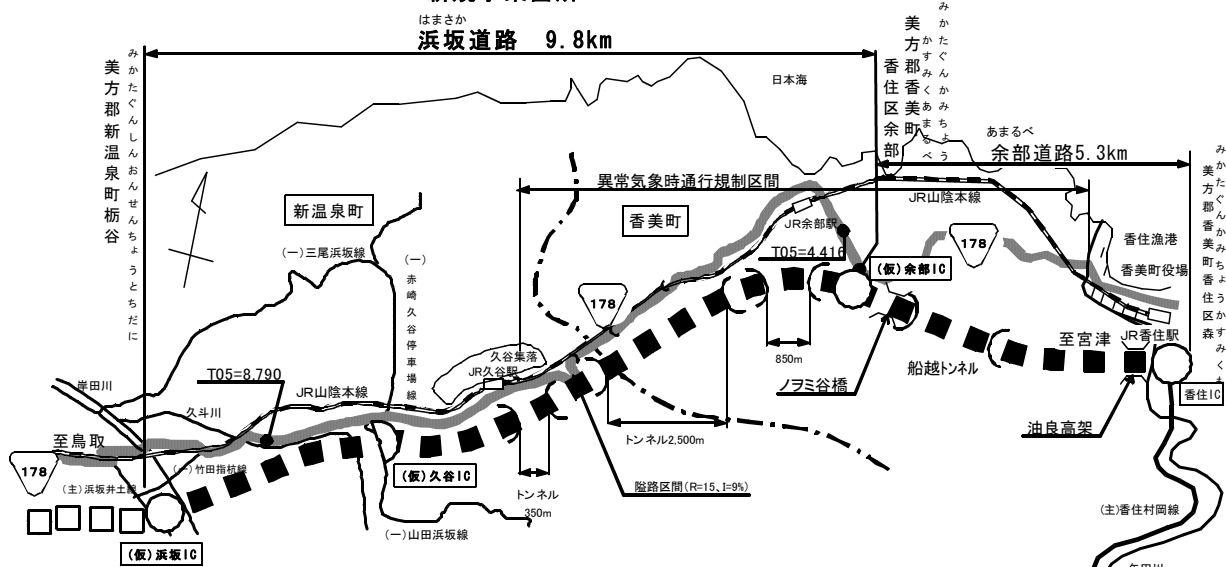 はまさか
浜坂道路 9.8km
みかたぐんしんおんせんちょうとちだに
美方郡新温泉町栃谷
みかたぐんかみちょう
かすみくあまるべ
美方郡香美町
香住区余部
日本海
あまるべ
余部道路5.3km
美方郡香美町香住区森
みかたぐんかみちょうかすみくも
異常気象時通行規制区間
JR山陰本線
新温泉町
香美町
JR余部駅
178
香住漁港
(一)三尾浜坂線
T05=4,416
(仮)余部IC
香美町役場
(一)赤崎久谷停車場線
178
久谷集落
JR久谷駅
850m
至宮津
JR香住駅
船越トンネル
ノヲミ谷橋
T05=8,790
JR山陰本線
岸田川
久斗川
香住IC
至鳥取
トンネル2,500m
油良高架
178
(一)竹田指杭線
(仮)久谷IC
(主)浜坂井土線
隘路区間(R=15、I=9%)
トンネル
350m
(主)香住村岡線
(一)山田浜坂線
(仮)浜坂IC